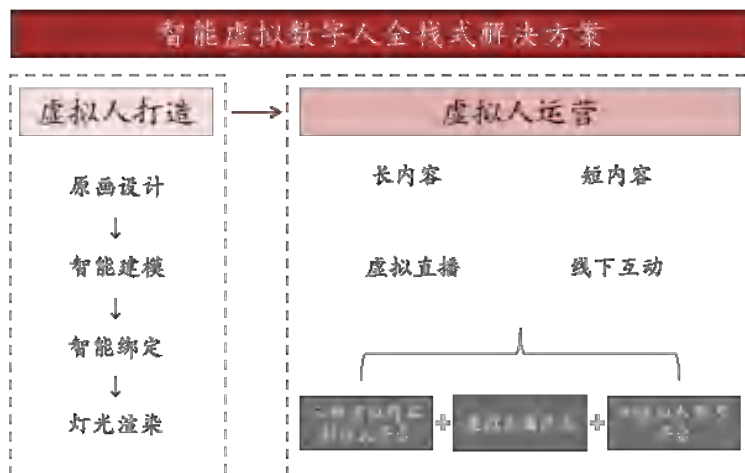 智能虚拟数字人全栈式解决方案
虚拟人打造
虚拟人运营
原画设计
↓
智能建模
↓
智能绑定
↓
灯光渲染
长内容
短内容
虚拟直播
线下互动
+
+